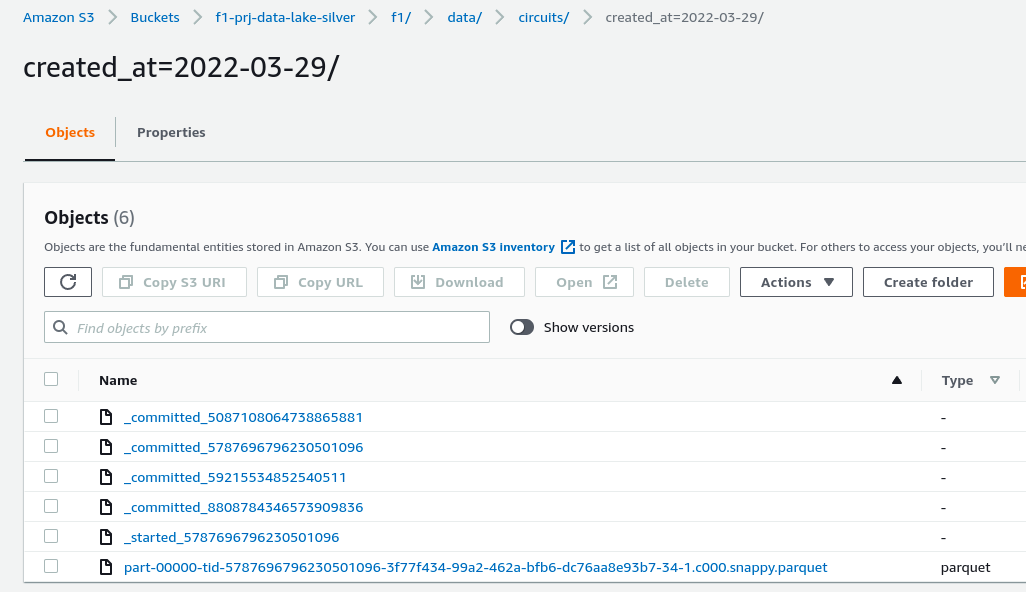 Amazon S3 > Buckets > f1-prj-data-lake-silver > f1/ > data/ > circuits/ > created_at=2022-03-29/
created_at=2022-03-29/
Objects Properties
Objects (6)
Objects are the fundamental entities stored in Amazon S3. You can use Amazon S3 inventory to get a list of all objects in your bucket. For others to access your objects, you'll
Copy S3 URI Copy URL Download Open Delete Actions Create folder
Find objects by prefix Show versions
Name Type
_committed_5087108064738865881 -
_committed_5787696796230501096 -
_committed_59215534852540511 -
_committed_8808784346573909836 -
_started_5787696796230501096 -
part-00000-tid-5787696796230501096-3f77f434-99a2-462a-bfb6-dc76aa8e93b7-34-1.c000.snappy.parquet parquet